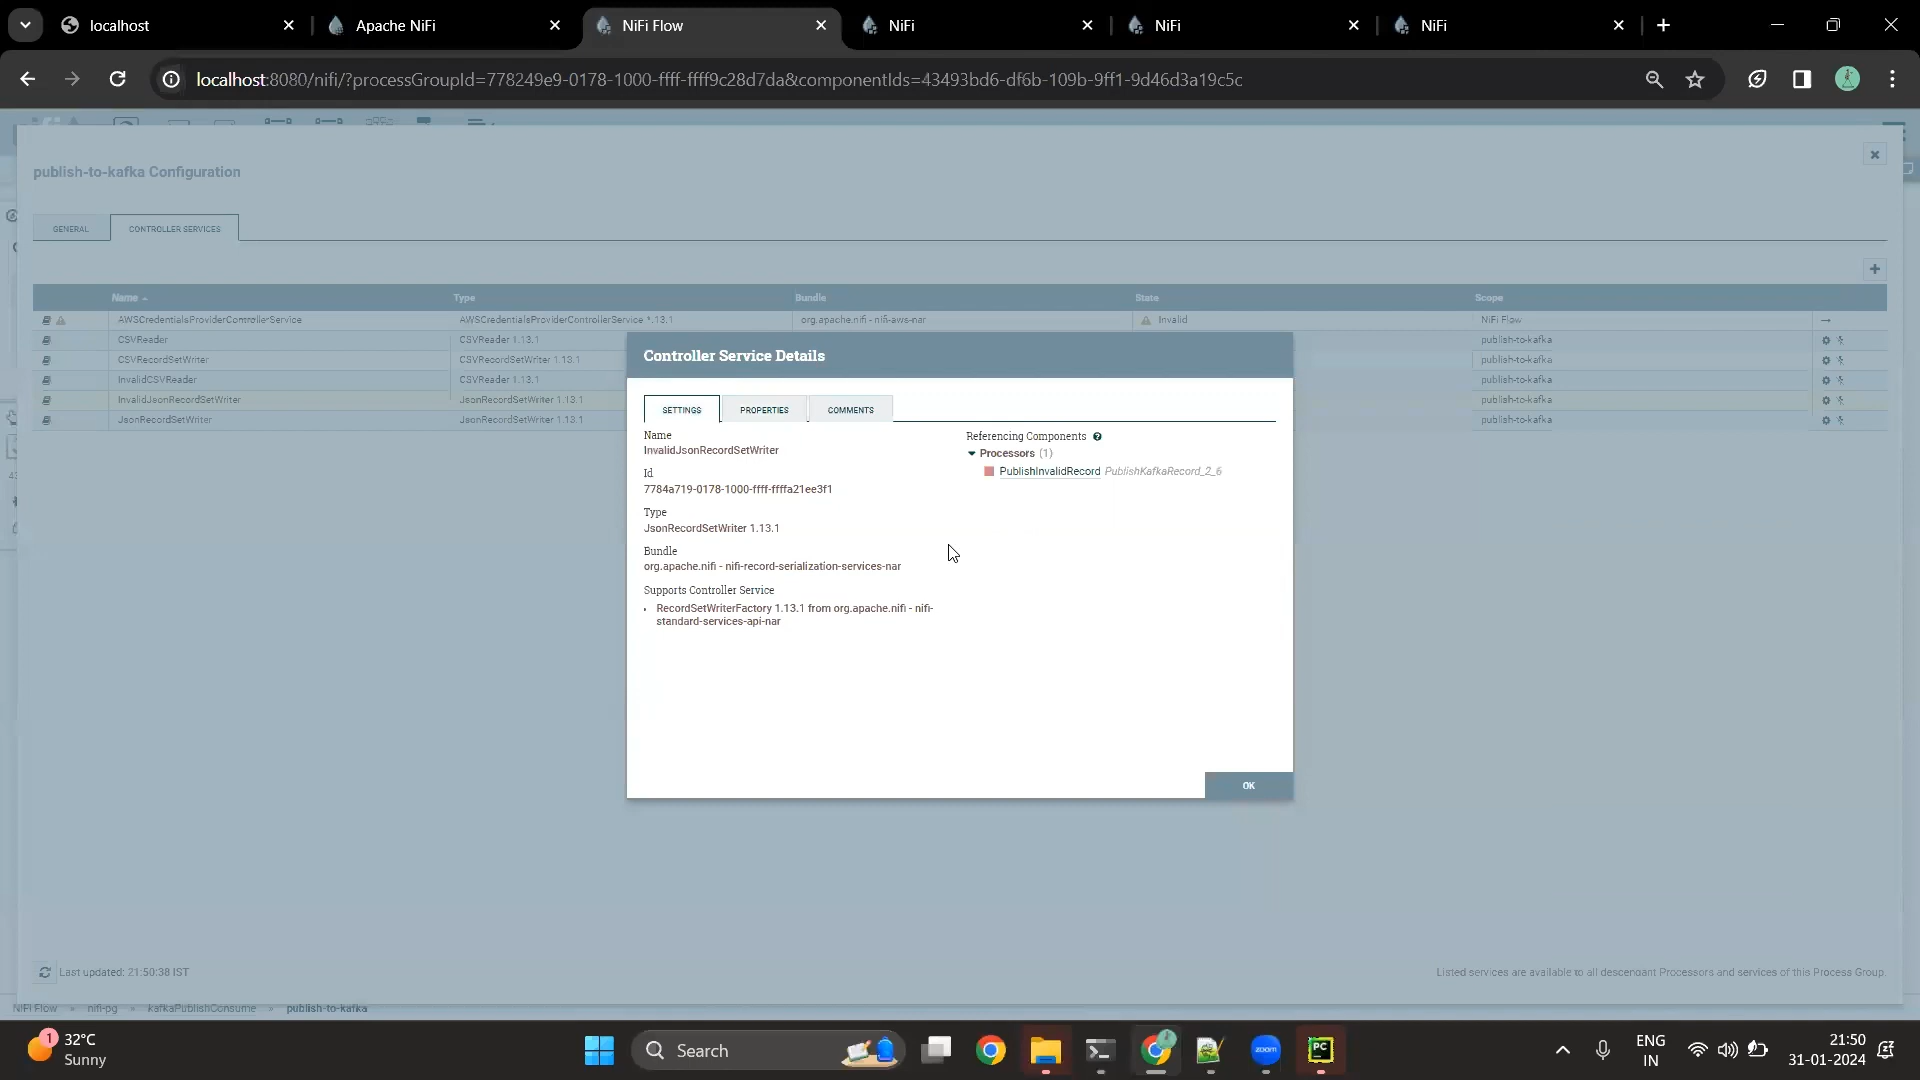 localhost
Apache NiFi
NiFi Flow
NiFi
NiFi
NiFi
localhost:8080/nifi/?processGroupId=778249e9-0178-1000-ffff-ffff9c28d7da&componentIds=43493bd6-df6b-109b-9ff1-9d46d3a19c5c
publish-to-kafka Configuration
GENERAL
CONTROLLER SERVICES
Name Type Bundle State Scope
AWSCredentialsProviderControllerService AWSCredentialsProviderControllerService *.13.1 org.apache.nifi - nifi-aws-nar Invalid NiFi Flow
CSVReader CSVReader 1.13.1 publish-to-kafka
CSVRecordSetWriter CSVRecordSetWriter 1.13.1 publish-to-kafka
InvalidCSVReader CSVReader 1.13.1 publish-to-kafka
InvalidJsonRecordSetWriter JsonRecordSetWriter 1.13.1 publish-to-kafka
JsonRecordSetWriter JsonRecordSetWriter 1.13.1 publish-to-kafka
Controller Service Details
SETTINGS
PROPERTIES
COMMENTS
Name
InvalidJsonRecordSetWriter
Id
7784a719-0178-1000-ffff-ffffa21ee3f1
Type
JsonRecordSetWriter 1.13.1
Bundle
org.apache.nifi - nifi-record-serialization-services-nar
Supports Controller Service
RecordSetWriterFactory 1.13.1 from org.apache.nifi - nifi-
standard-services-api-nar
Referencing Components
Processors (1)
PublishInvalidRecord PublishKafkaRecord_2_6
OK
Last updated: 21:50:38 IST
Listed services are available to all descendant Processors and services of this Process Group.
NiFi Flow » nifi-pg » kafkaPublishConsume » publish-to-kafka
1
32°C
Sunny
Search
zoom
PC
ENG
IN
21:50
31-01-2024